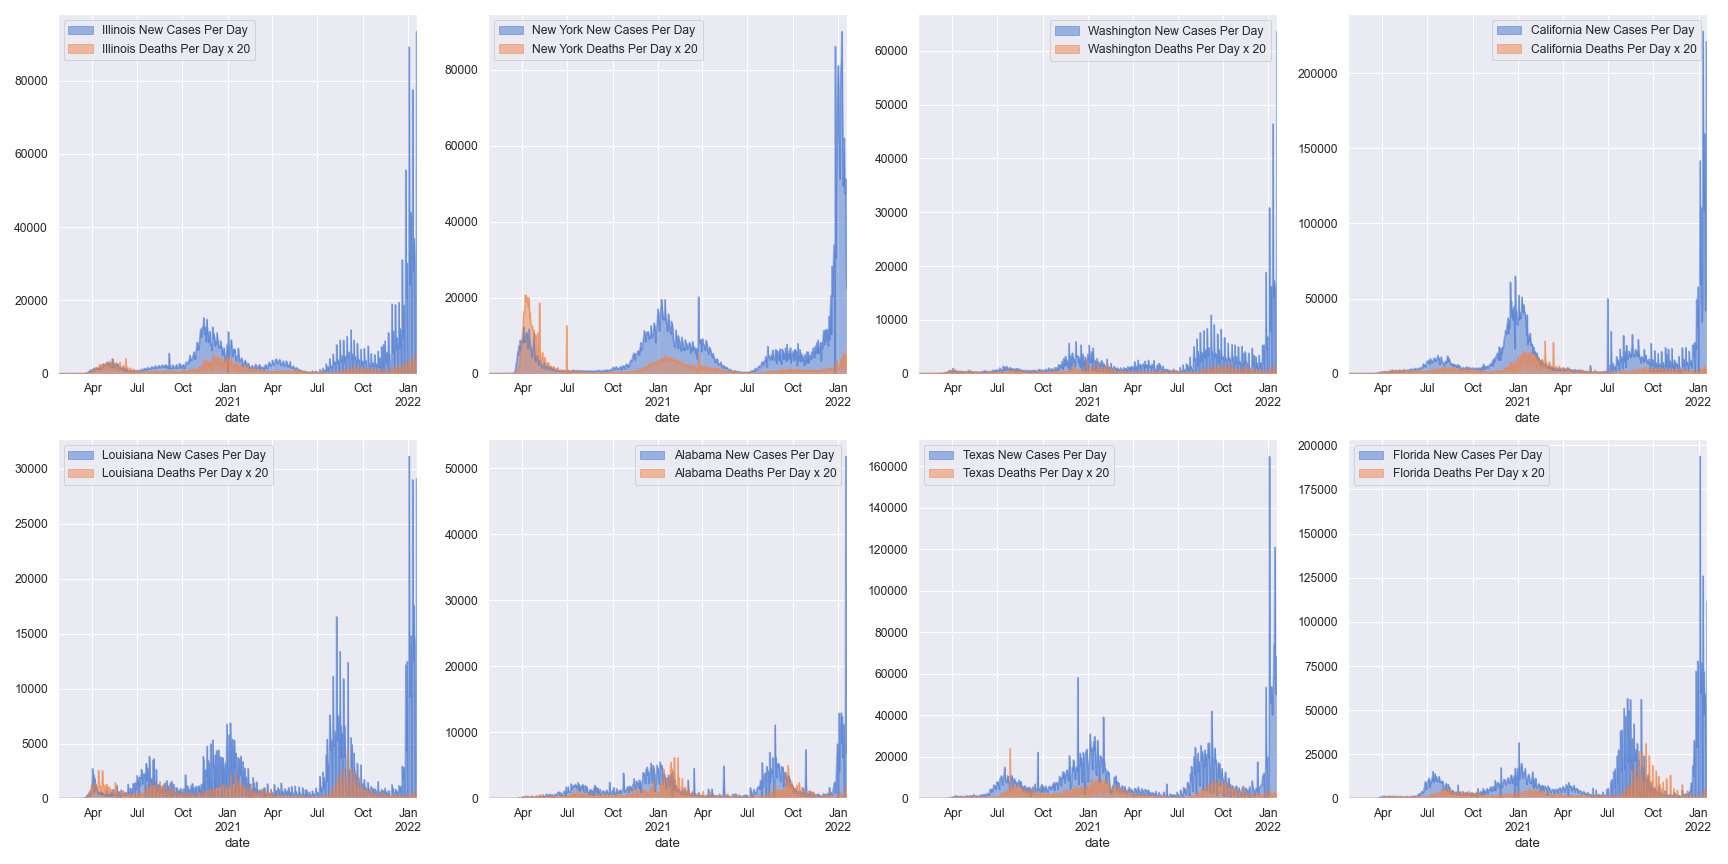 Illinois New Cases Per Day
Illinois Deaths Per Day x 20
80000
60000
40000
20000
0
Apr Jul Oct Jan Apr Jul Oct Jan
2021 2022
date
New York New Cases Per Day
New York Deaths Per Day x 20
80000
60000
40000
20000
0
Apr Jul Oct Jan Apr Jul Oct Jan
2021 2022
date
Washington New Cases Per Day
Washington Deaths Per Day x 20
60000
50000
40000
30000
20000
10000
0
Apr Jul Oct Jan Apr Jul Oct Jan
2021 2022
date
California New Cases Per Day
California Deaths Per Day x 20
200000
150000
100000
50000
0
Apr Jul Oct Jan Apr Jul Oct Jan
2021 2022
date
Louisiana New Cases Per Day
Louisiana Deaths Per Day x 20
30000
25000
20000
15000
10000
5000
0
Apr Jul Oct Jan Apr Jul Oct Jan
2021 2022
date
Alabama New Cases Per Day
Alabama Deaths Per Day x 20
50000
40000
30000
20000
10000
0
Apr Jul Oct Jan Apr Jul Oct Jan
2021 2022
date
Texas New Cases Per Day
Texas Deaths Per Day x 20
160000
140000
120000
100000
80000
60000
40000
20000
0
Apr Jul Oct Jan Apr Jul Oct Jan
2021 2022
date
Florida New Cases Per Day
Florida Deaths Per Day x 20
200000
175000
150000
125000
100000
75000
50000
25000
0
Apr Jul Oct Jan Apr Jul Oct Jan
2021 2022
date